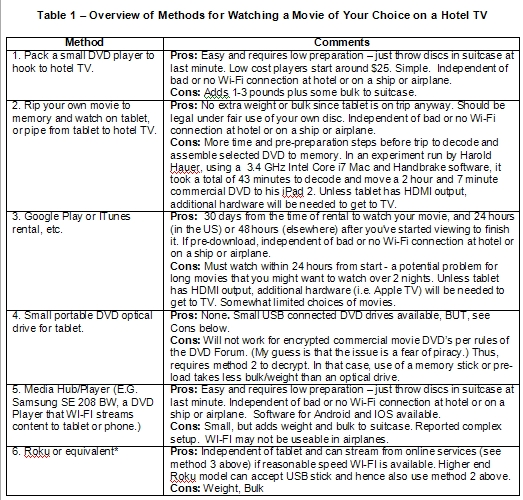 Table 1 – Overview of Methods for Watching a Movie of Your Choice on a Hotel TV
Method
Comments
1. Pack a small DVD player to
hook to hotel TV.
Pros: Easy and requires low preparation – just throw discs in suitcase at
last minute. Low cost players start around $25. Simple. Independent of
bad or no Wi-Fi connection at hotel or on a ship or airplane.
Cons: Adds 1-3 pounds plus some bulk to suitcase.
2. Rip your own movie to
memory and watch on tablet,
or pipe from tablet to hotel TV.
Pros: No extra weight or bulk since tablet is on trip anyway. Should be
legal under fair use of your own disc. Independent of bad or no Wi-Fi
connection at hotel or on a ship or airplane.
Cons: More time and pre-preparation steps before trip to decode and
assemble selected DVD to memory. In an experiment run by Harold
Hauer, using a 3.4 GHz Intel Core i7 Mac and Handbrake software, it
took a total of 43 minutes to decode and move a 2 hour and 7 minute
commercial DVD to his iPad 2. Unless tablet has HDMI output,
additional hardware will be needed to get to TV.
3. Google Play or ITunes
rental, etc.
Pros: 30 days from the time of rental to watch your movie, and 24 hours
(in the US) or 48 hours (elsewhere) after you've started viewing to finish
it. If pre-download, independent of bad or no Wi-Fi connection at hotel or
on a ship or airplane.
Cons: Must watch within 24 hours from start - a potential problem for
long movies that you might want to watch over 2 nights. Unless tablet
has HDMI output, additional hardware (i.e. Apple TV) will be needed to
get to TV. Somewhat limited choices of movies.
4. Small portable DVD optical
drive for tablet.
Pros: None. Small USB connected DVD drives available, BUT, see
Cons below.
Cons: Will not work for encrypted commercial movie DVD's per rules of
the DVD Forum. (My guess is that the issue is a fear of piracy.) Thus,
requires method 2 to decrypt. In that case, use of a memory stick or pre-
load takes less bulk/weight than an optical drive.
5. Media Hub/Player (E.G.
Samsung SE 208 BW, a DVD
Player that WI-FI streams
content to tablet or phone.)
Pros: Easy and requires low preparation – just throw discs in suitcase at
last minute. Independent of bad or no Wi-Fi connection at hotel or on a
ship or airplane. Software for Android and IOS available.
Cons: Small, but adds weight and bulk to suitcase. Reported complex
setup. WI-FI may not be useable in airplanes.
6. Roku or equivalent*
Pros: Independent of tablet and can stream from online services (see
method 3 above) if reasonable speed WI-FI is available. Higher end
Roku model can accept USB stick and hence also use method 2 above.
Cons: Weight, Bulk